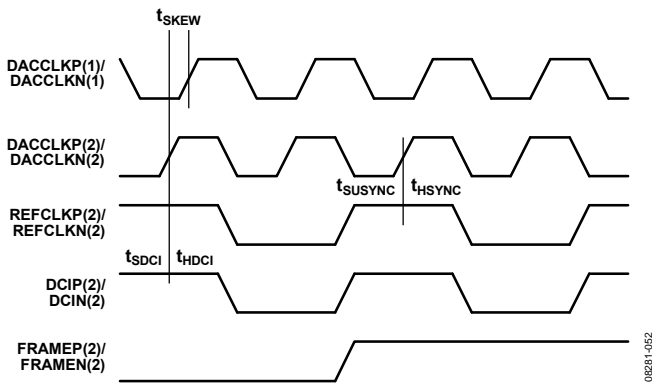 tSKEW
DACCLKP(1)/
DACCLKN(1)
DACCLKP(2)/
DACCLKN(2)
tSUSYNC tHSYNC
REFCLKP(2)/
REFCLKN(2)
tSDCI tHDCI
DCIP(2)/
DCIN(2)
FRAMEP(2)/
FRAMEN(2)
08281-052